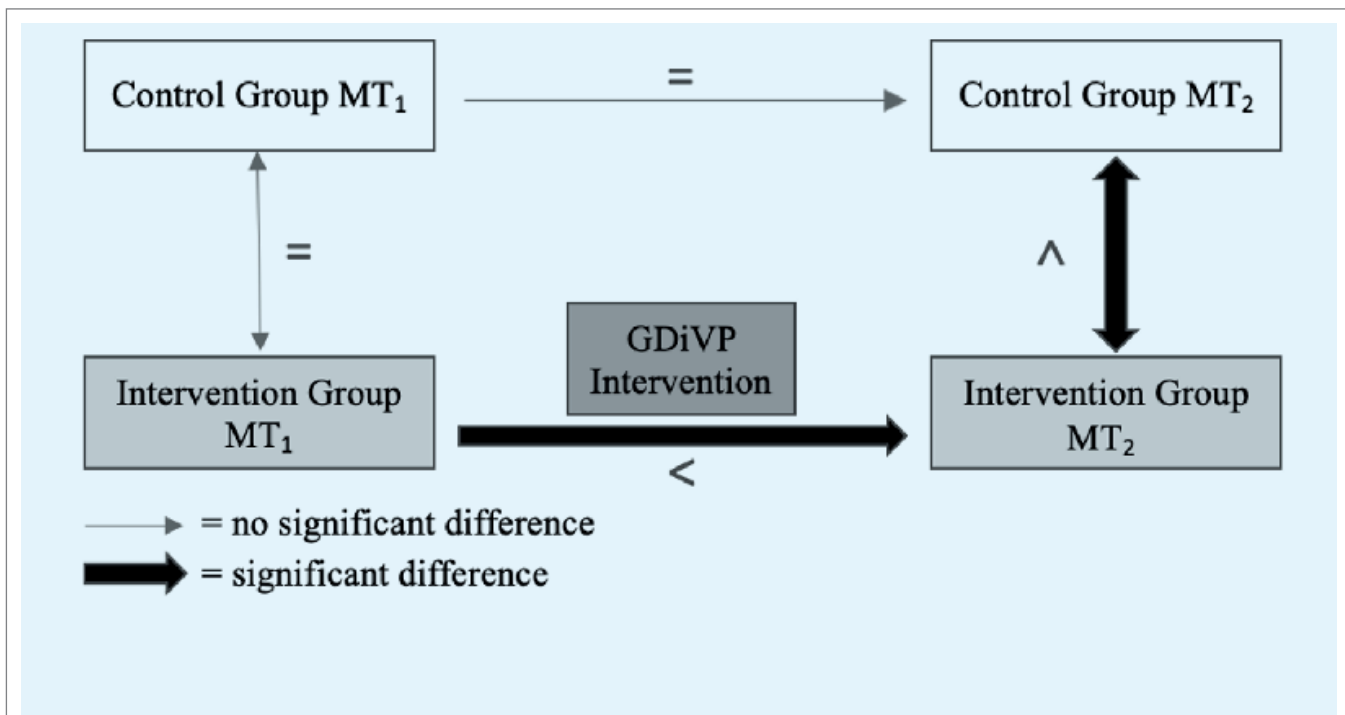 Control Group MT₁
=
Control Group MT₂
=
^
GDiVP
Intervention
Intervention Group
MT₁
<
Intervention Group
MT₂
= no significant difference
= significant difference